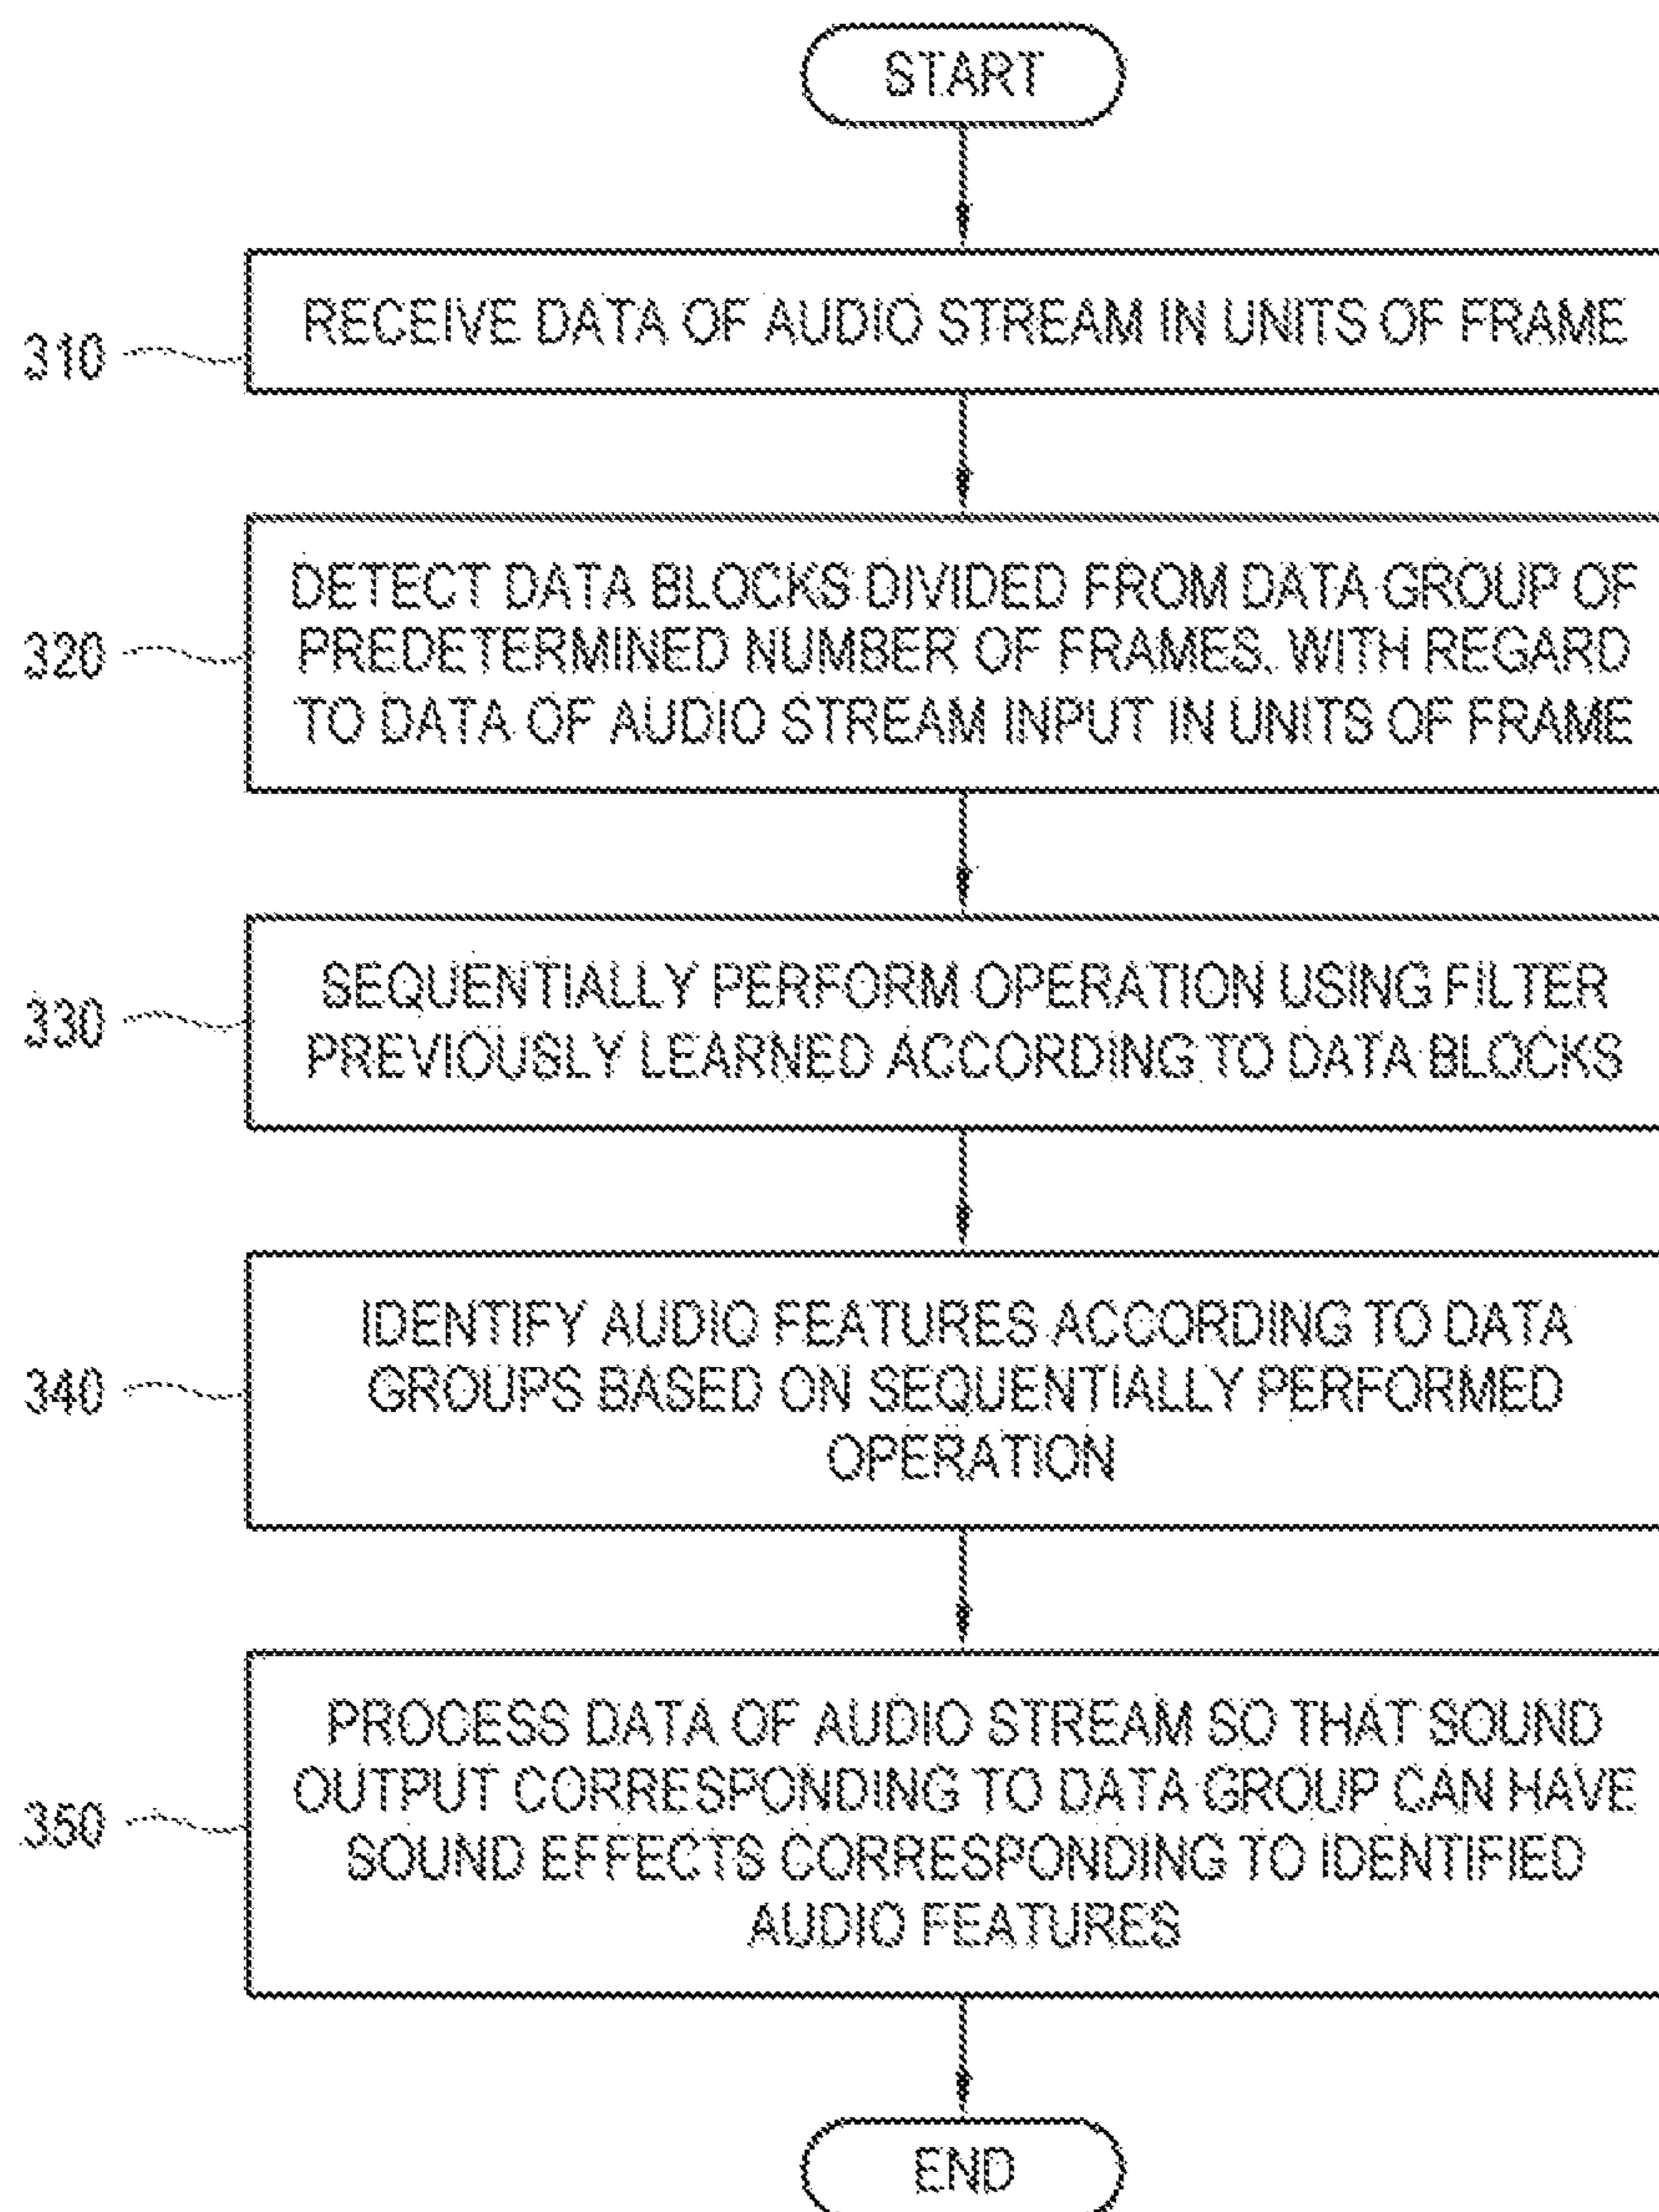 START
310
RECEIVE DATA OF AUDIO STREAM IN UNITS OF FRAME
320
DETECT DATA BLOCKS DIVIDED FROM DATA GROUP OF
PREDETERMINED NUMBER OF FRAMES, WITH REGARD
TO DATA OF AUDIO STREAM INPUT IN UNITS OF FRAME
330
SEQUENTIALLY PERFORM OPERATION USING FILTER
PREVIOUSLY LEARNED ACCORDING TO DATA BLOCKS
340
IDENTIFY AUDIO FEATURES ACCORDING TO DATA
GROUPS BASED ON SEQUENTIALLY PERFORMED
OPERATION
350
PROCESS DATA OF AUDIO STREAM SO THAT SOUND
OUTPUT CORRESPONDING TO DATA GROUP CAN HAVE
SOUND EFFECTS CORRESPONDING TO IDENTIFIED
AUDIO FEATURES
END